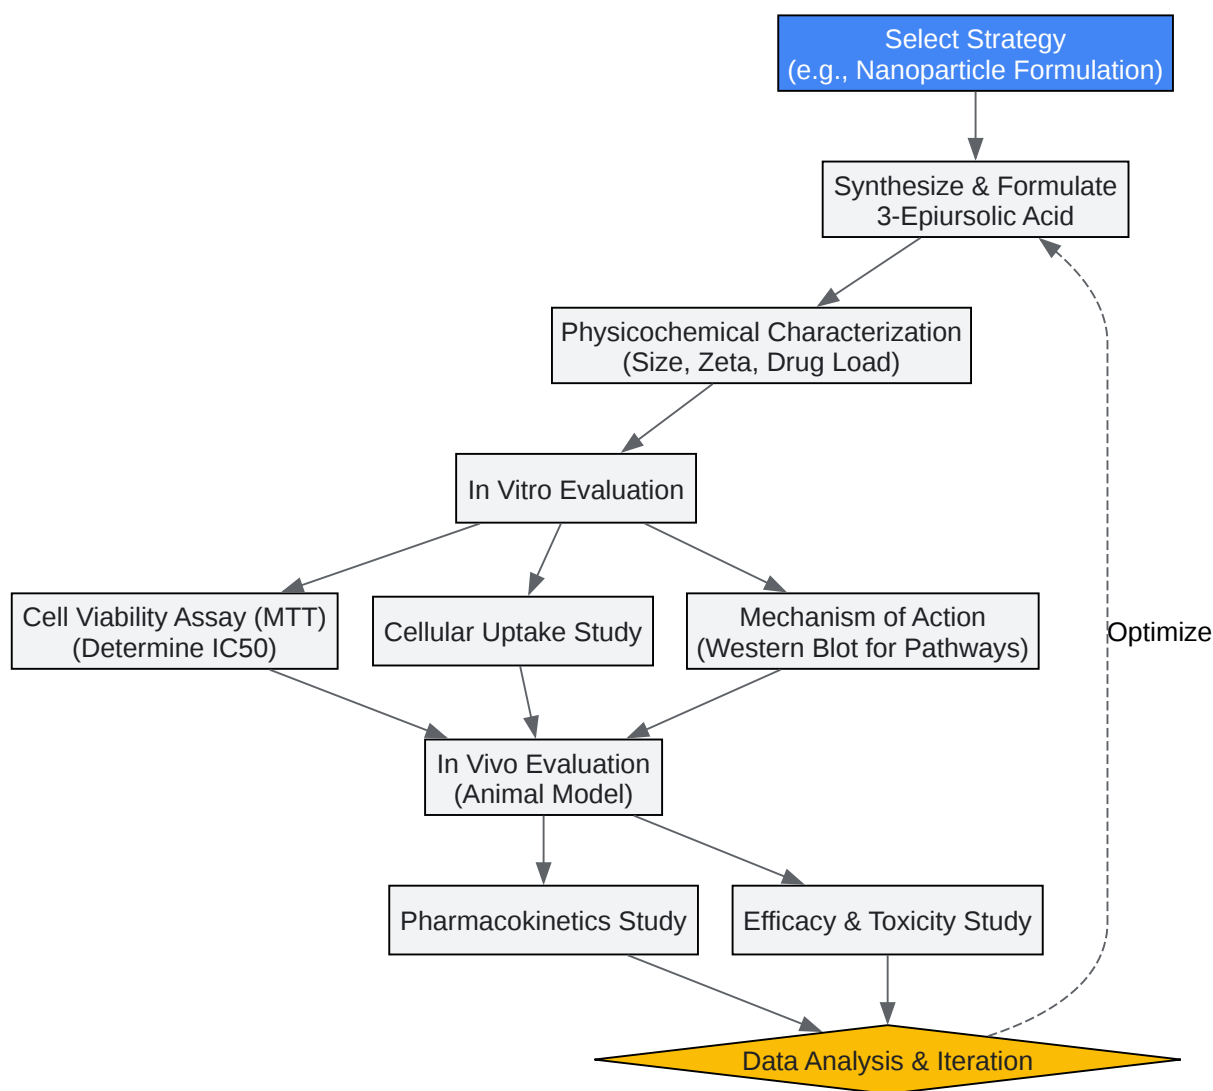 Select Strategy
(e.g., Nanoparticle Formulation)
Synthesize & Formulate
3-Epiursolic Acid
Physicochemical Characterization
(Size, Zeta, Drug Load)
In Vitro Evaluation
Cell Viability Assay (MTT)
(Determine IC50)
Cellular Uptake Study
Mechanism of Action
(Western Blot for Pathways)
Optimize
In Vivo Evaluation
(Animal Model)
Pharmacokinetics Study
Efficacy & Toxicity Study
Data Analysis & Iteration